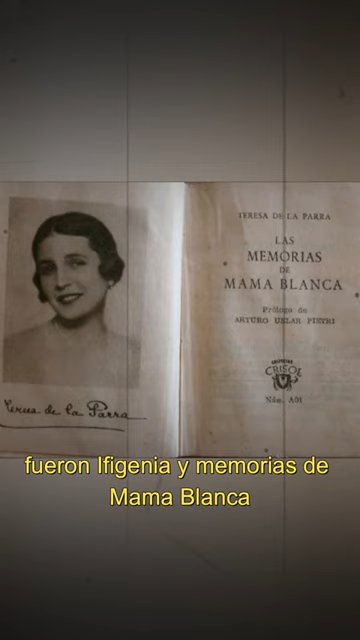 Teresa de la Parra
TERESA DE LA PARRA
LAS
MEMORIAS
DE
MAMA BLANCA
Prólogo de
ARTURO USLAR PIETRI
CRISOL
Núm. A01
fueron Ifigenia y memorias de
Mama Blanca